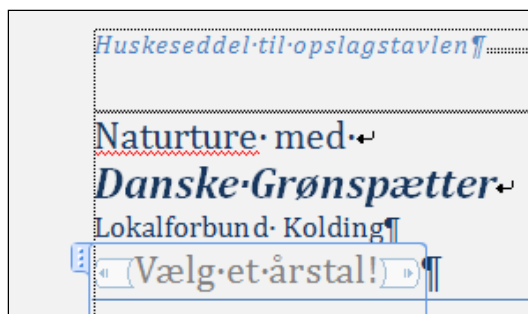 Huskeseddel til opslagstavlen¶
Naturture med ↵
Danske Grønspætter↵
Lokalforbund Kolding¶
Vælg et årstal!¶